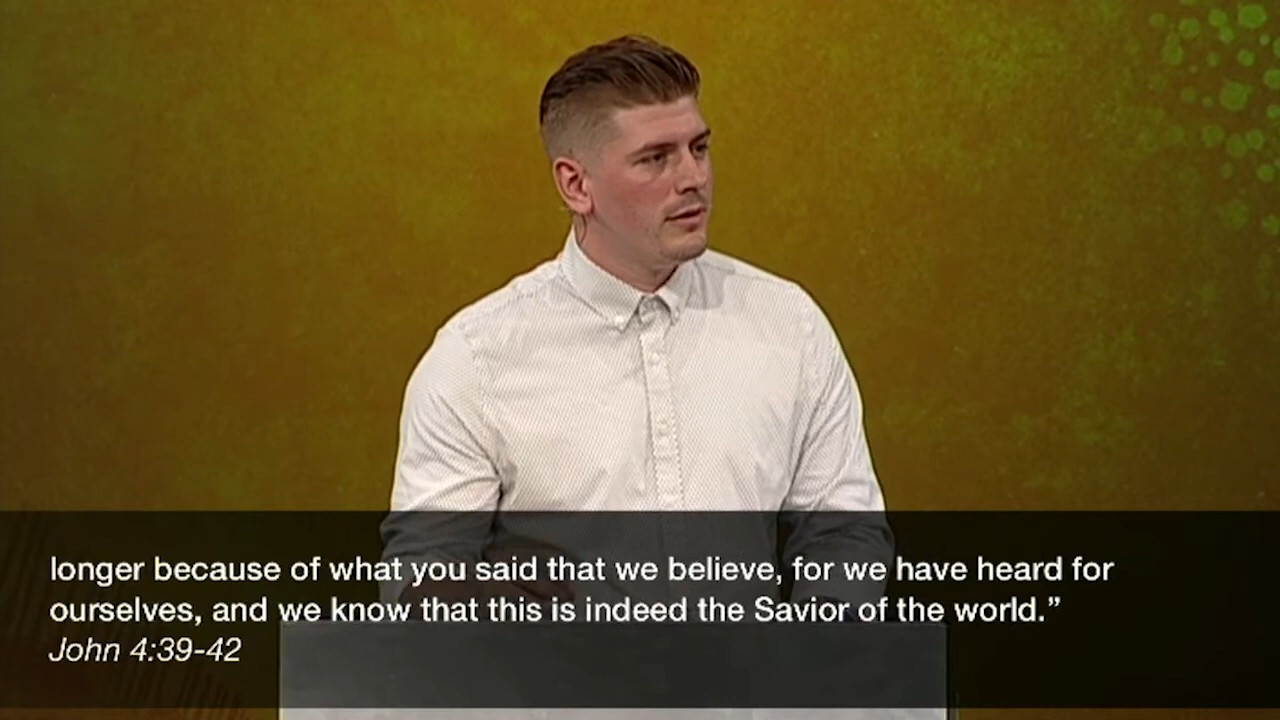 longer because of what you said that we believe, for we have heard for
ourselves, and we know that this is indeed the Savior of the world.”
John 4:39-42